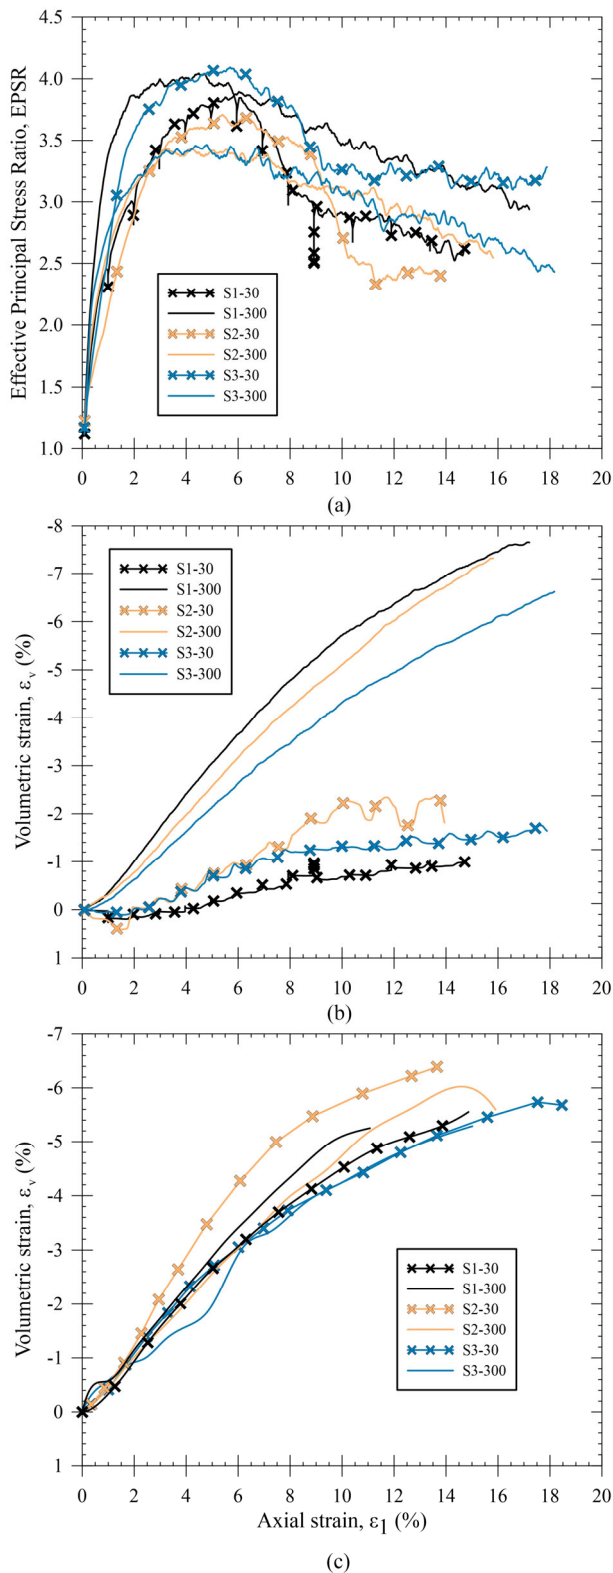 4.5
4.0
3.5
3.0
2.5
2.0
1.5
1.0
Effective Principal Stress Ratio, EPSR
S1-30
S1-300
S2-30
S2-300
S3-30
S3-300
0 2 4 6 8 10 12 14 16 18 20
(a)
-8
-7
-6
-5
-4
-3
-2
-1
0
1
Volumetric strain, εv (%)
S1-30
S1-300
S2-30
S2-300
S3-30
S3-300
0 2 4 6 8 10 12 14 16 18 20
(b)
-7
-6
-5
-4
-3
-2
-1
0
1
Volumetric strain, εv (%)
S1-30
S1-300
S2-30
S2-300
S3-30
S3-300
0 2 4 6 8 10 12 14 16 18 20
Axial strain, ε1 (%)
(c)